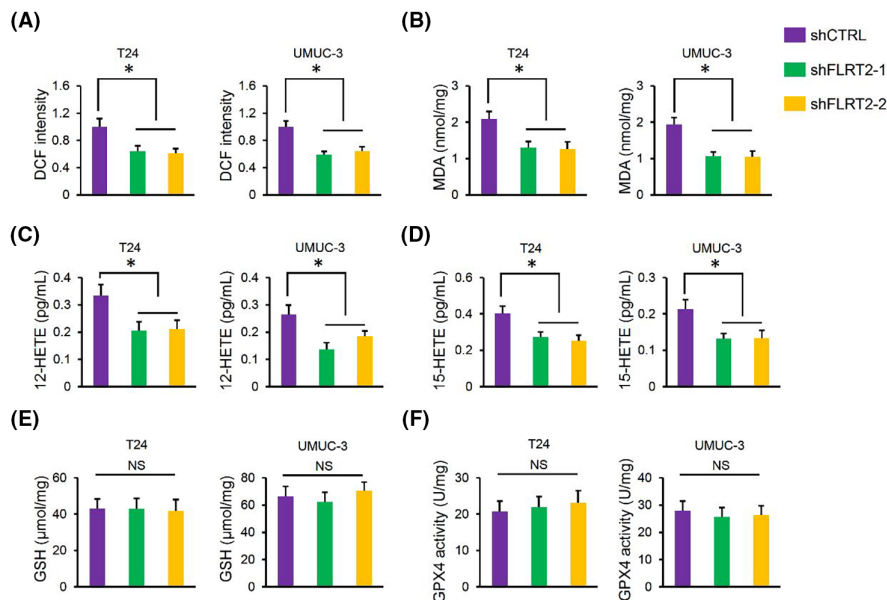 (A)
T24
*
DCF intensity
1.6
1.2
0.8
0.4
0
UMUC-3
*
DCF intensity
1.6
1.2
0.8
0.4
0
(B)
T24
*
MDA (nmol/mg)
3
2
1
0
UMUC-3
*
MDA (nmol/mg)
3
2
1
0
shCTRL
shFLRT2-1
shFLRT2-2
(C)
T24
*
12-HETE (pg/mL)
0.4
0.3
0.2
0.1
0
UMUC-3
*
12-HETE (pg/mL)
0.4
0.3
0.2
0.1
0
(D)
T24
*
15-HETE (pg/mL)
0.6
0.4
0.2
0
UMUC-3
*
15-HETE (pg/mL)
0.3
0.2
0.1
0
(E)
T24
NS
GSH (μmol/mg)
60
40
20
0
UMUC-3
NS
GSH (μmol/mg)
80
60
40
20
0
(F)
T24
NS
GPX4 activity (U/mg)
30
20
10
0
UMUC-3
NS
GPX4 activity (U/mg)
40
30
20
10
0